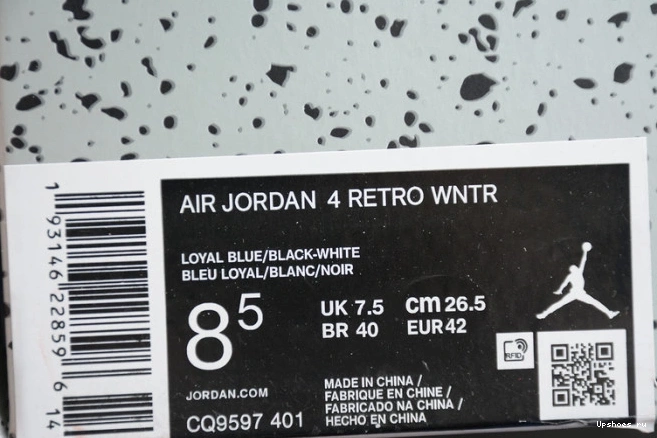 AIR JORDAN 4 RETRO WNTR
LOYAL BLUE/BLACK-WHITE
BLEU LOYAL/BLANC/NOIR
8 5
UK 7.5 cm 26.5
BR 40 EUR 42
RFID
JORDAN.COM
CQ9597 401
MADE IN CHINA /
FABRIQUE EN CHINE /
FABRICADO NA CHINA /
HECHO EN CHINA
1 93146 22859 6 14
Upshoes.ru